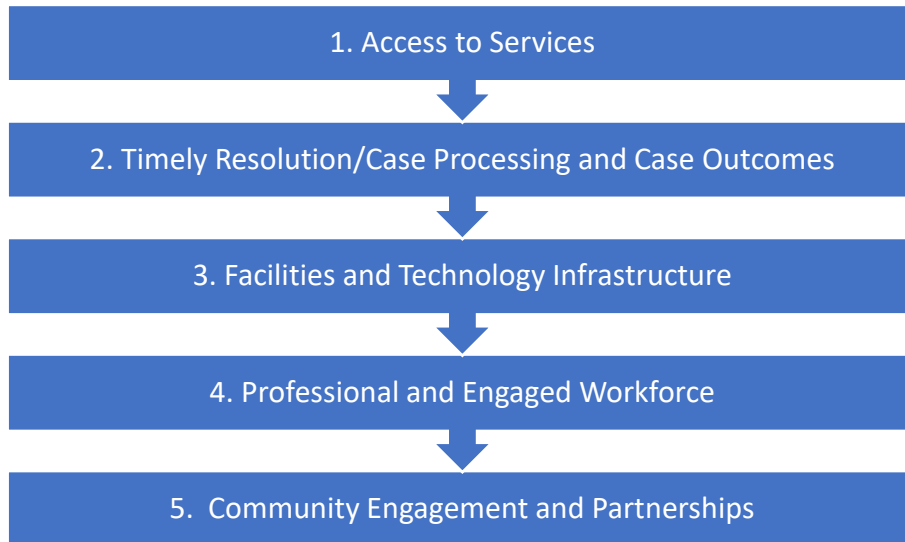 1. Access to Services
2. Timely Resolution/Case Processing and Case Outcomes
3. Facilities and Technology Infrastructure
4. Professional and Engaged Workforce
5.  Community Engagement and Partnerships